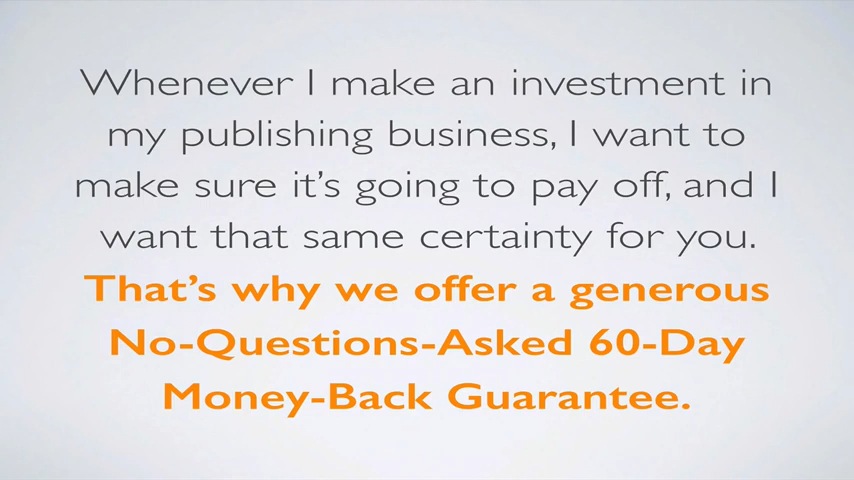 Whenever I make an investment in
my publishing business, I want to
make sure it's going to pay off, and I
want that same certainty for you.
That's why we offer a generous
No-Questions-Asked 60-Day
Money-Back Guarantee.